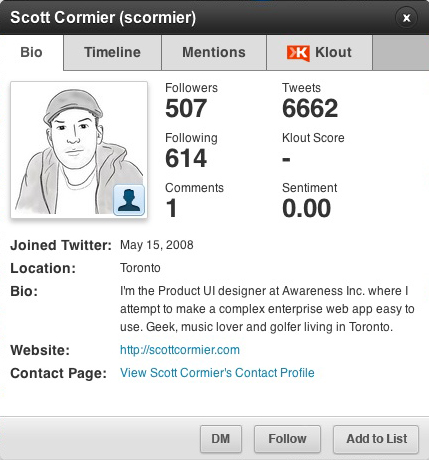 Scott Cormier (scormier)
x
Bio
Timeline
Mentions
Klout
Followers
507
Tweets
6662
Following
614
Klout Score
-
Comments
1
Sentiment
0.00
Joined Twitter: May 15, 2008
Location: Toronto
Bio: I'm the Product UI designer at Awareness Inc. where I
attempt to make a complex enterprise web app easy to
use. Geek, music lover and golfer living in Toronto.
Website: http://scottcormier.com
Contact Page: View Scott Cormier's Contact Profile
DM
Follow
Add to List